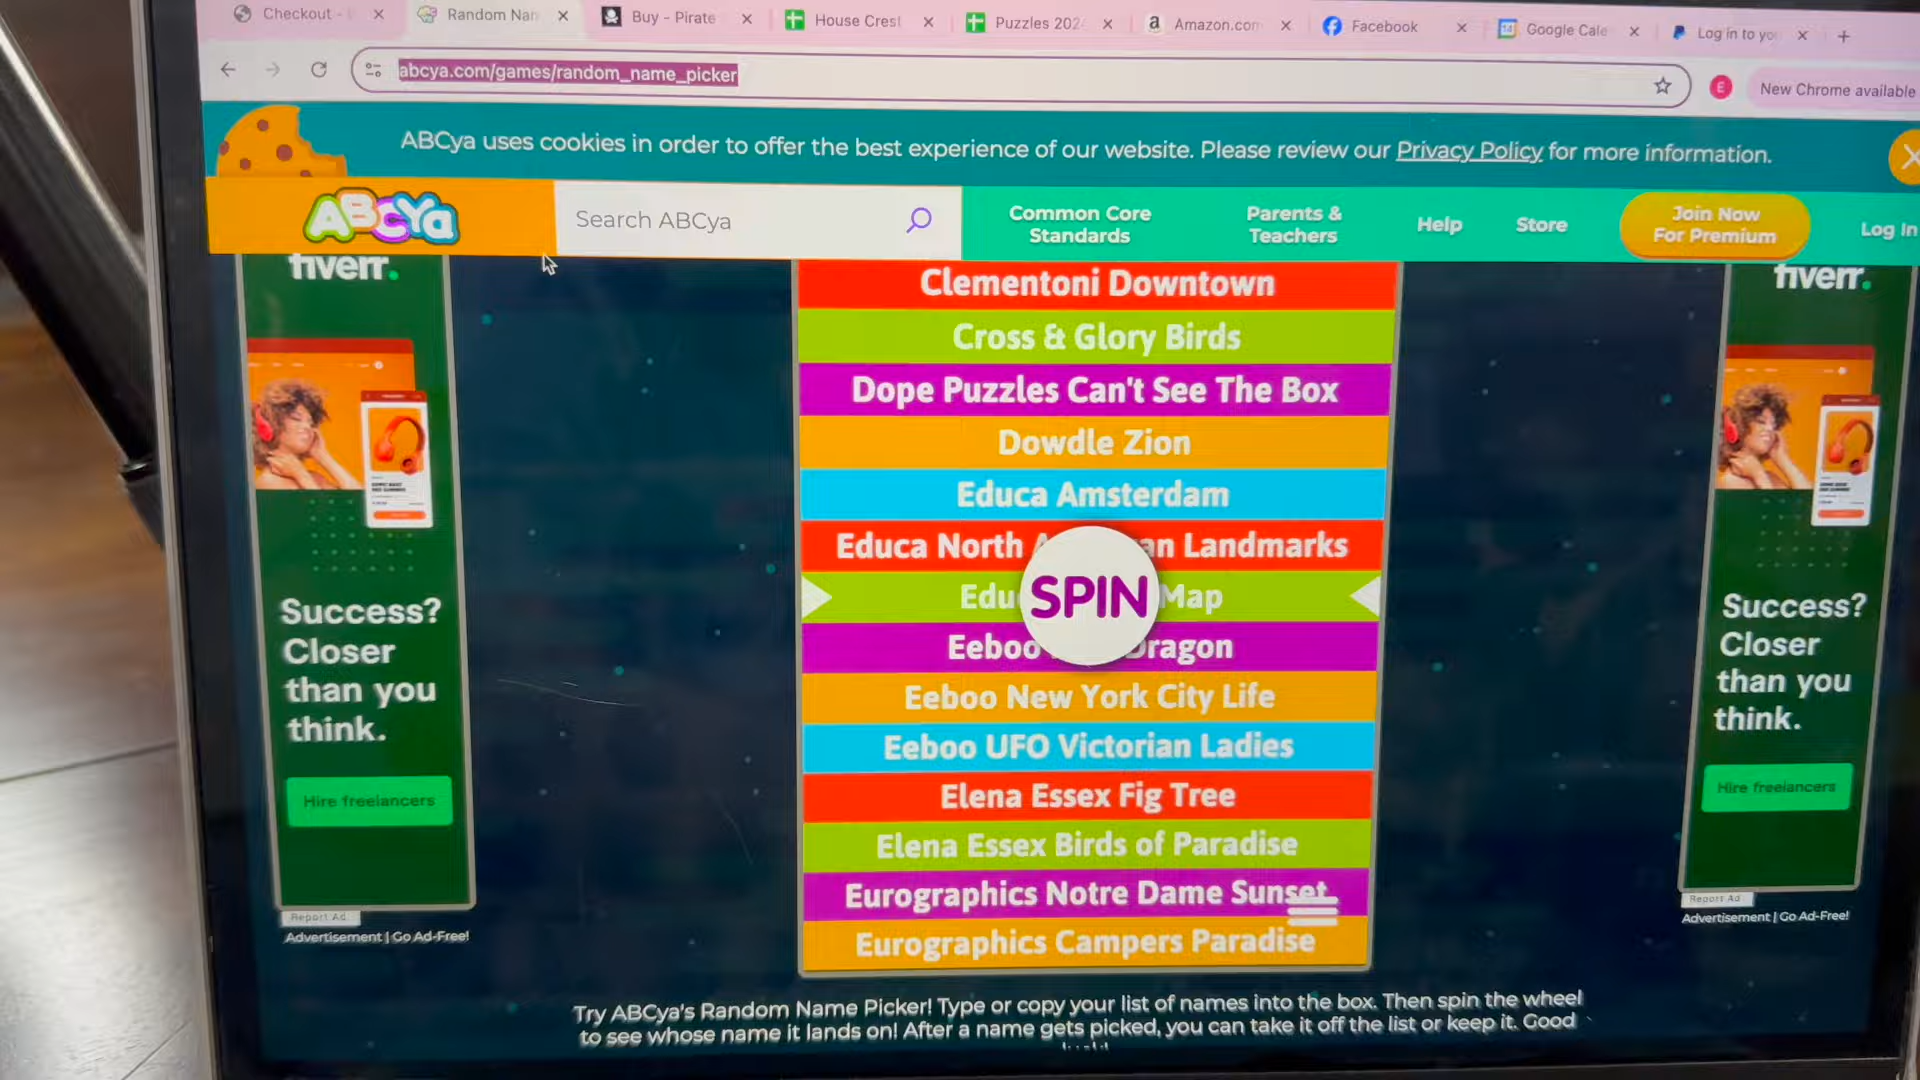 Checkout -
Random Nan
Buy - Pirate
House Crest
Puzzles 202
Amazon.com
Facebook
Google Cale
Log in to you
abcya.com/games/random_name_picker
E
New Chrome available
ABCya uses cookies in order to offer the best experience of our website. Please review our Privacy Policy for more information.
ABCYa
Search ABCya
Common Core
Standards
Parents &
Teachers
Help
Store
Join Now
For Premium
Log In
fiverr.
Success?
Closer
than you
think.
Hire freelancers
Report Ad
Advertisement | Go Ad-Free!
Clementoni Downtown
Cross & Glory Birds
Dope Puzzles Can't See The Box
Dowdle Zion
Educa Amsterdam
Educa North an Landmarks
Edu Map
SPIN
Eeboo ragon
Eeboo New York City Life
Eeboo UFO Victorian Ladies
Elena Essex Fig Tree
Elena Essex Birds of Paradise
Eurographics Notre Dame Sunset
Eurographics Campers Paradise
fiverr.
Success?
Closer
than you
think.
Hire freelancers
Report Ad
Advertisement | Go Ad-Free!
Try ABCya's Random Name Picker! Type or copy your list of names into the box. Then spin the wheel
to see whose name it lands on! After a name gets picked, you can take it off the list or keep it. Good